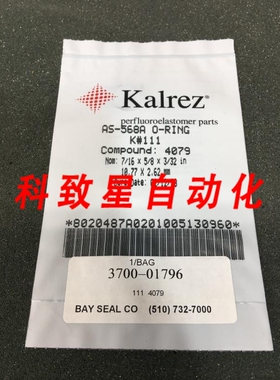 Kalrez®
perfluoroelastomer parts
AS-568A O-RING
K#111
Compound: 4079
Nom: 7/16 x 5/8 x 3/32 in
10.77 x 2.62 mm
科致星自动化
*8020487A0201005130960*
1/BAG
3700-01796
111 4079
BAY SEAL CO (510) 732-7000